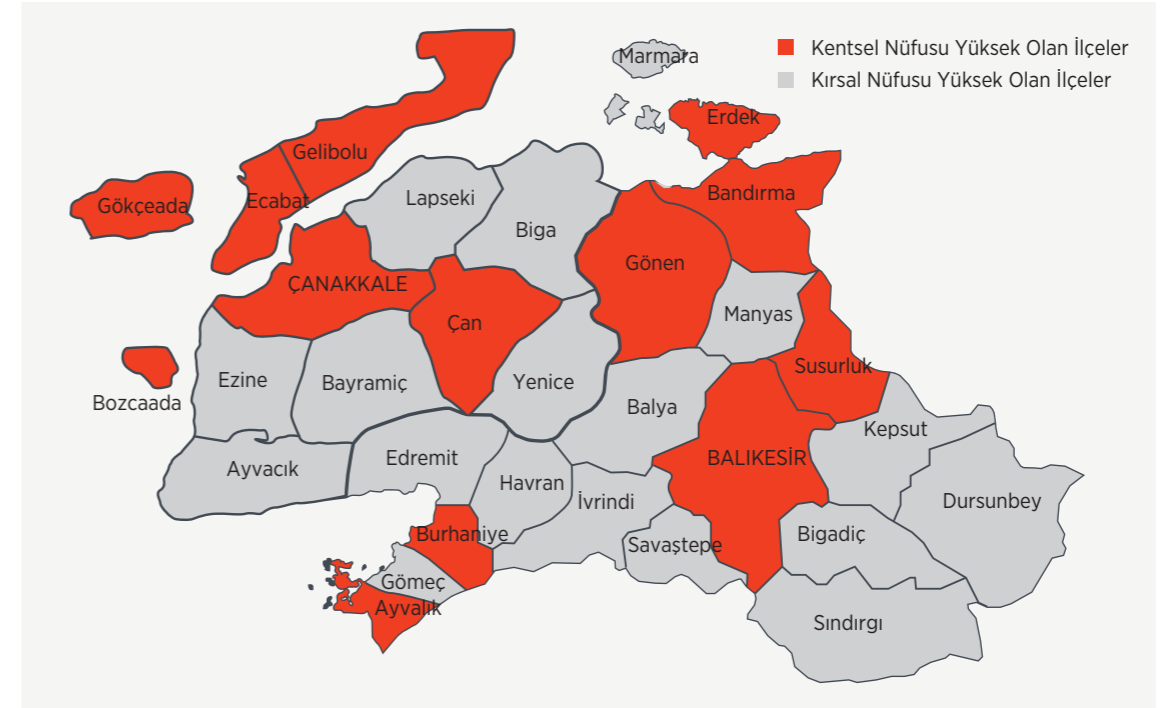 Kentsel Nüfusu Yüksek Olan İlçeler
Kırsal Nüfusu Yüksek Olan İlçeler
Marmara
Erdek
Gelibolu
Bandırma
Gökçeada
Ecabat
Lapseki
Biga
Gönen
ÇANAKKALE
Manyas
Çan
Susurluk
Ezine
Bayramiç
Yenice
Bozcaada
Balya
Kepsut
Ayvacık
Edremit
BALIKESİR
Havran
İvrindi
Dursunbey
Burhaniye
Savaştepe
Bigadiç
Gömeç
Ayvalık
Sındırgı